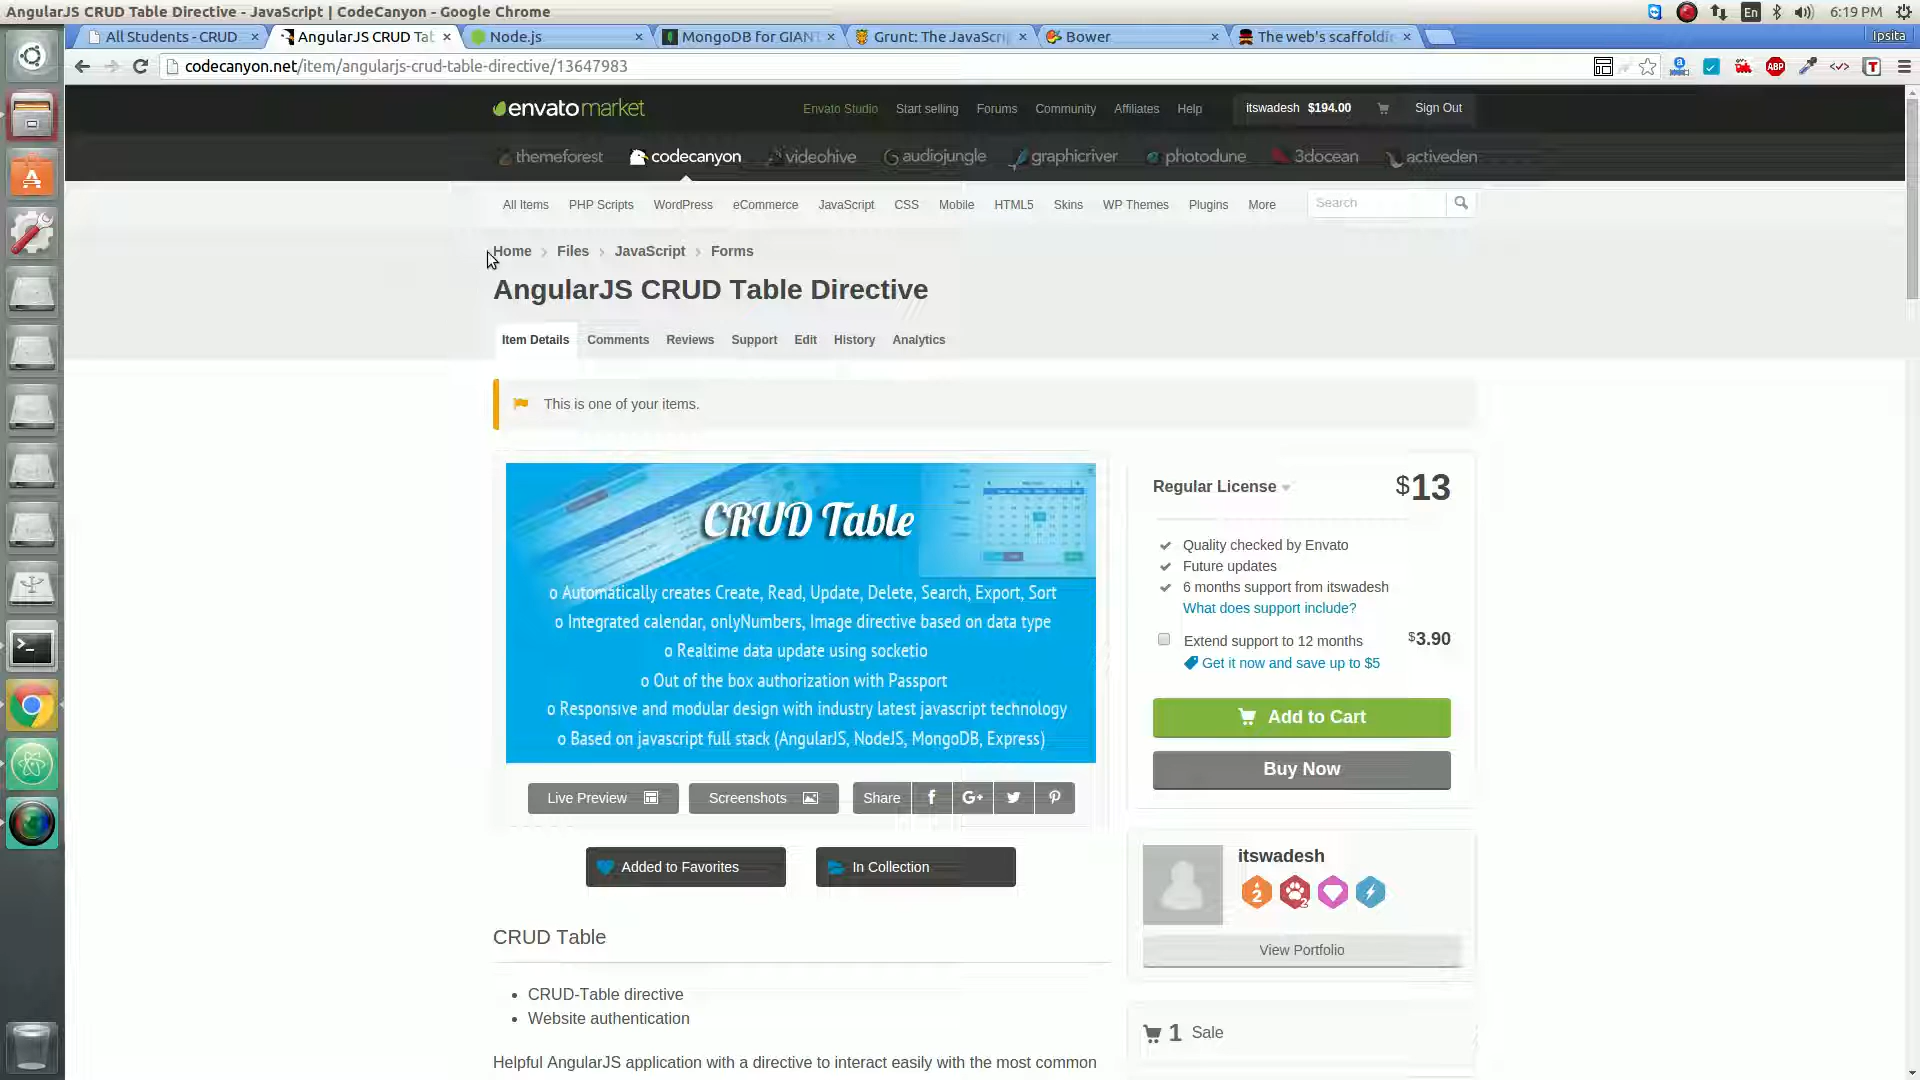 AngularJS CRUD Table Directive - JavaScript | CodeCanyon - Google Chrome
En
6:19 PM
All Students - CRUD
AngularJS CRUD Tab
Node.js
MongoDB for GIANT
Grunt: The JavaScri
Bower
The web's scaffoldi
Ipsita
codecanyon.net/item/angularjs-crud-table-directive/13647983
ABP
T
envatomarket
Envato Studio
Start selling
Forums
Community
Affiliates
Help
itswadesh $194.00
Sign Out
themeforest
codecanyon
videohive
audiojungle
graphicriver
photodune
3docean
activeden
All Items
PHP Scripts
WordPress
eCommerce
JavaScript
CSS
Mobile
HTML5
Skins
WP Themes
Plugins
More
Search
Home > Files > JavaScript > Forms
AngularJS CRUD Table Directive
Item Details
Comments
Reviews
Support
Edit
History
Analytics
This is one of your items.
CRUD Table
o Automatically creates Create, Read, Update, Delete, Search, Export, Sort
o Integrated calendar, onlyNumbers, Image directive based on data type
o Realtime data update using socketio
o Out of the box authorization with Passport
o Responsive and modular design with industry latest javascript technology
o Based on javascript full stack (AngularJS, NodeJS, MongoDB, Express)
Live Preview
Screenshots
Share
f
G+
Added to Favorites
In Collection
Regular License
$13
Quality checked by Envato
Future updates
6 months support from itswadesh
What does support include?
Extend support to 12 months
$3.90
Get it now and save up to $5
Add to Cart
Buy Now
itswadesh
2
2
View Portfolio
1 Sale
CRUD Table
• CRUD-Table directive
• Website authentication
Helpful AngularJS application with a directive to interact easily with the most common